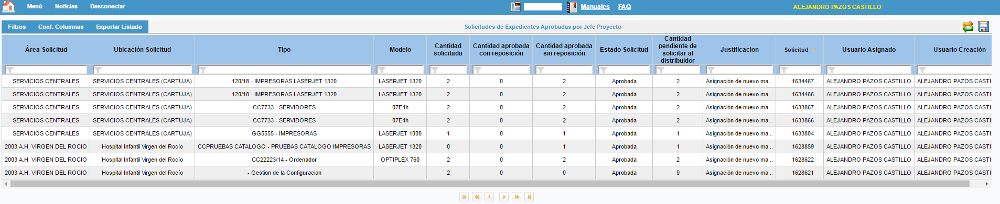 Menú Noticias Desconectar Manuales FAQ ALEJANDRO PAZOS CASTILLO
Filtros Conf. Columnas Exportar Listado Solicitudes de Expedientes Aprobadas por Jefe Proyecto
Área Solicitud Ubicación Solicitud Tipo Modelo Cantidad solicitada Cantidad aprobada con reposición Cantidad aprobada sin reposición Estado Solicitud Cantidad pendiente de solicitar al distribuidor Justificacion Solicitud Usuario Asignado Usuario Creación
SERVICIOS CENTRALES SERVICIOS CENTRALES (CARTUJA) 120/18 - IMPRESORAS LASERJET 1320 LASERJET 1320 2 0 2 Aprobada 2 Asignación de nuevo ma... 1634467 ALEJANDRO PAZOS CASTILLO ALEJANDRO PAZOS CASTI
SERVICIOS CENTRALES SERVICIOS CENTRALES (CARTUJA) 120/18 - IMPRESORAS LASERJET 1320 LASERJET 1320 2 0 2 Aprobada 2 Asignación de nuevo ma... 1634466 ALEJANDRO PAZOS CASTILLO ALEJANDRO PAZOS CASTI
SERVICIOS CENTRALES SERVICIOS CENTRALES (CARTUJA) CC7733 - SERVIDORES 07E4h 2 0 2 Aprobada 2 Asignación de nuevo ma... 1633867 ALEJANDRO PAZOS CASTILLO ALEJANDRO PAZOS CASTI
SERVICIOS CENTRALES SERVICIOS CENTRALES (CARTUJA) CC7733 - SERVIDORES 07E4h 2 0 2 Aprobada 2 Asignación de nuevo ma... 1633866 ALEJANDRO PAZOS CASTILLO ALEJANDRO PAZOS CASTI
SERVICIOS CENTRALES SERVICIOS CENTRALES (CARTUJA) GG5555 - IMPRESORAS LASERJET 1000 1 0 1 Aprobada 1 Asignación de nuevo ma... 1633804 ALEJANDRO PAZOS CASTILLO ALEJANDRO PAZOS CASTI
2003 A.H. VIRGEN DEL ROCIO Hospital Infantil Virgen del Rocío CCPRUEBAS CATALOGO - PRUEBAS CATALOGO IMPRESORAS LASERJET 1320 0 0 1 Aprobada 1 Asignación de nuevo ma... 1628859 ALEJANDRO PAZOS CASTILLO ALEJANDRO PAZOS CASTI
2003 A.H. VIRGEN DEL ROCIO Hospital Infantil Virgen del Rocío CC22223/14 - Ordenador OPTIPLEX 760 2 0 2 Aprobada 2 Asignación de nuevo ma... 1628622 ALEJANDRO PAZOS CASTILLO ALEJANDRO PAZOS CASTI
2003 A.H. VIRGEN DEL ROCIO Hospital Infantil Virgen del Rocío - Gestion de la Configuracion 2 0 0 Aprobada 0 Asignación de nuevo ma... 1628621 ALEJANDRO PAZOS CASTILLO ALEJANDRO PAZOS CASTI